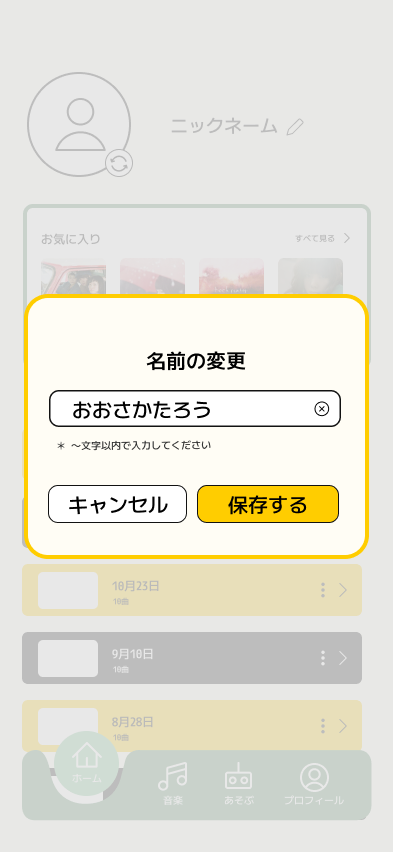 ニックネーム
お気に入り
すべて見る
名前の変更
おおさかたろう
＊ 〜文字以内で入力してください
キャンセル
保存する
10月23日
10曲
9月10日
10曲
8月28日
10曲
ホーム
音楽
あそぶ
プロフィール